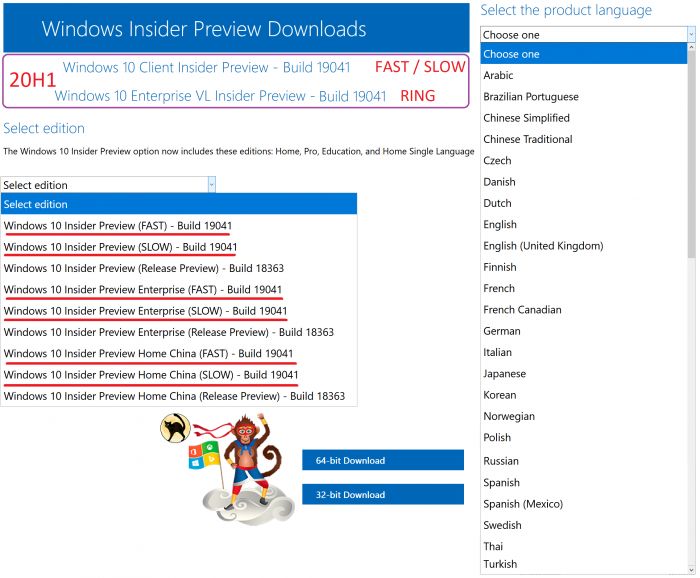 Windows Insider Preview Downloads
20H1
Windows 10 Client Insider Preview - Build 19041 FAST / SLOW
Windows 10 Enterprise VL Insider Preview - Build 19041 RING
Select edition
The Windows 10 Insider Preview option now includes these editions: Home, Pro, Education, and Home Single Language
Select edition
Select edition
Windows 10 Insider Preview (FAST) - Build 19041
Windows 10 Insider Preview (SLOW) - Build 19041
Windows 10 Insider Preview (Release Preview) - Build 18363
Windows 10 Insider Preview Enterprise (FAST) - Build 19041
Windows 10 Insider Preview Enterprise (SLOW) - Build 19041
Windows 10 Insider Preview Enterprise (Release Preview) - Build 18363
Windows 10 Insider Preview Home China (FAST) - Build 19041
Windows 10 Insider Preview Home China (SLOW) - Build 19041
Windows 10 Insider Preview Home China (Release Preview) - Build 18363
64-bit Download
32-bit Download
Select the product language
Choose one
Choose one
Arabic
Brazilian Portuguese
Chinese Simplified
Chinese Traditional
Czech
Danish
Dutch
English
English (United Kingdom)
Finnish
French
French Canadian
German
Italian
Japanese
Korean
Norwegian
Polish
Russian
Spanish
Spanish (Mexico)
Swedish
Thai
Turkish